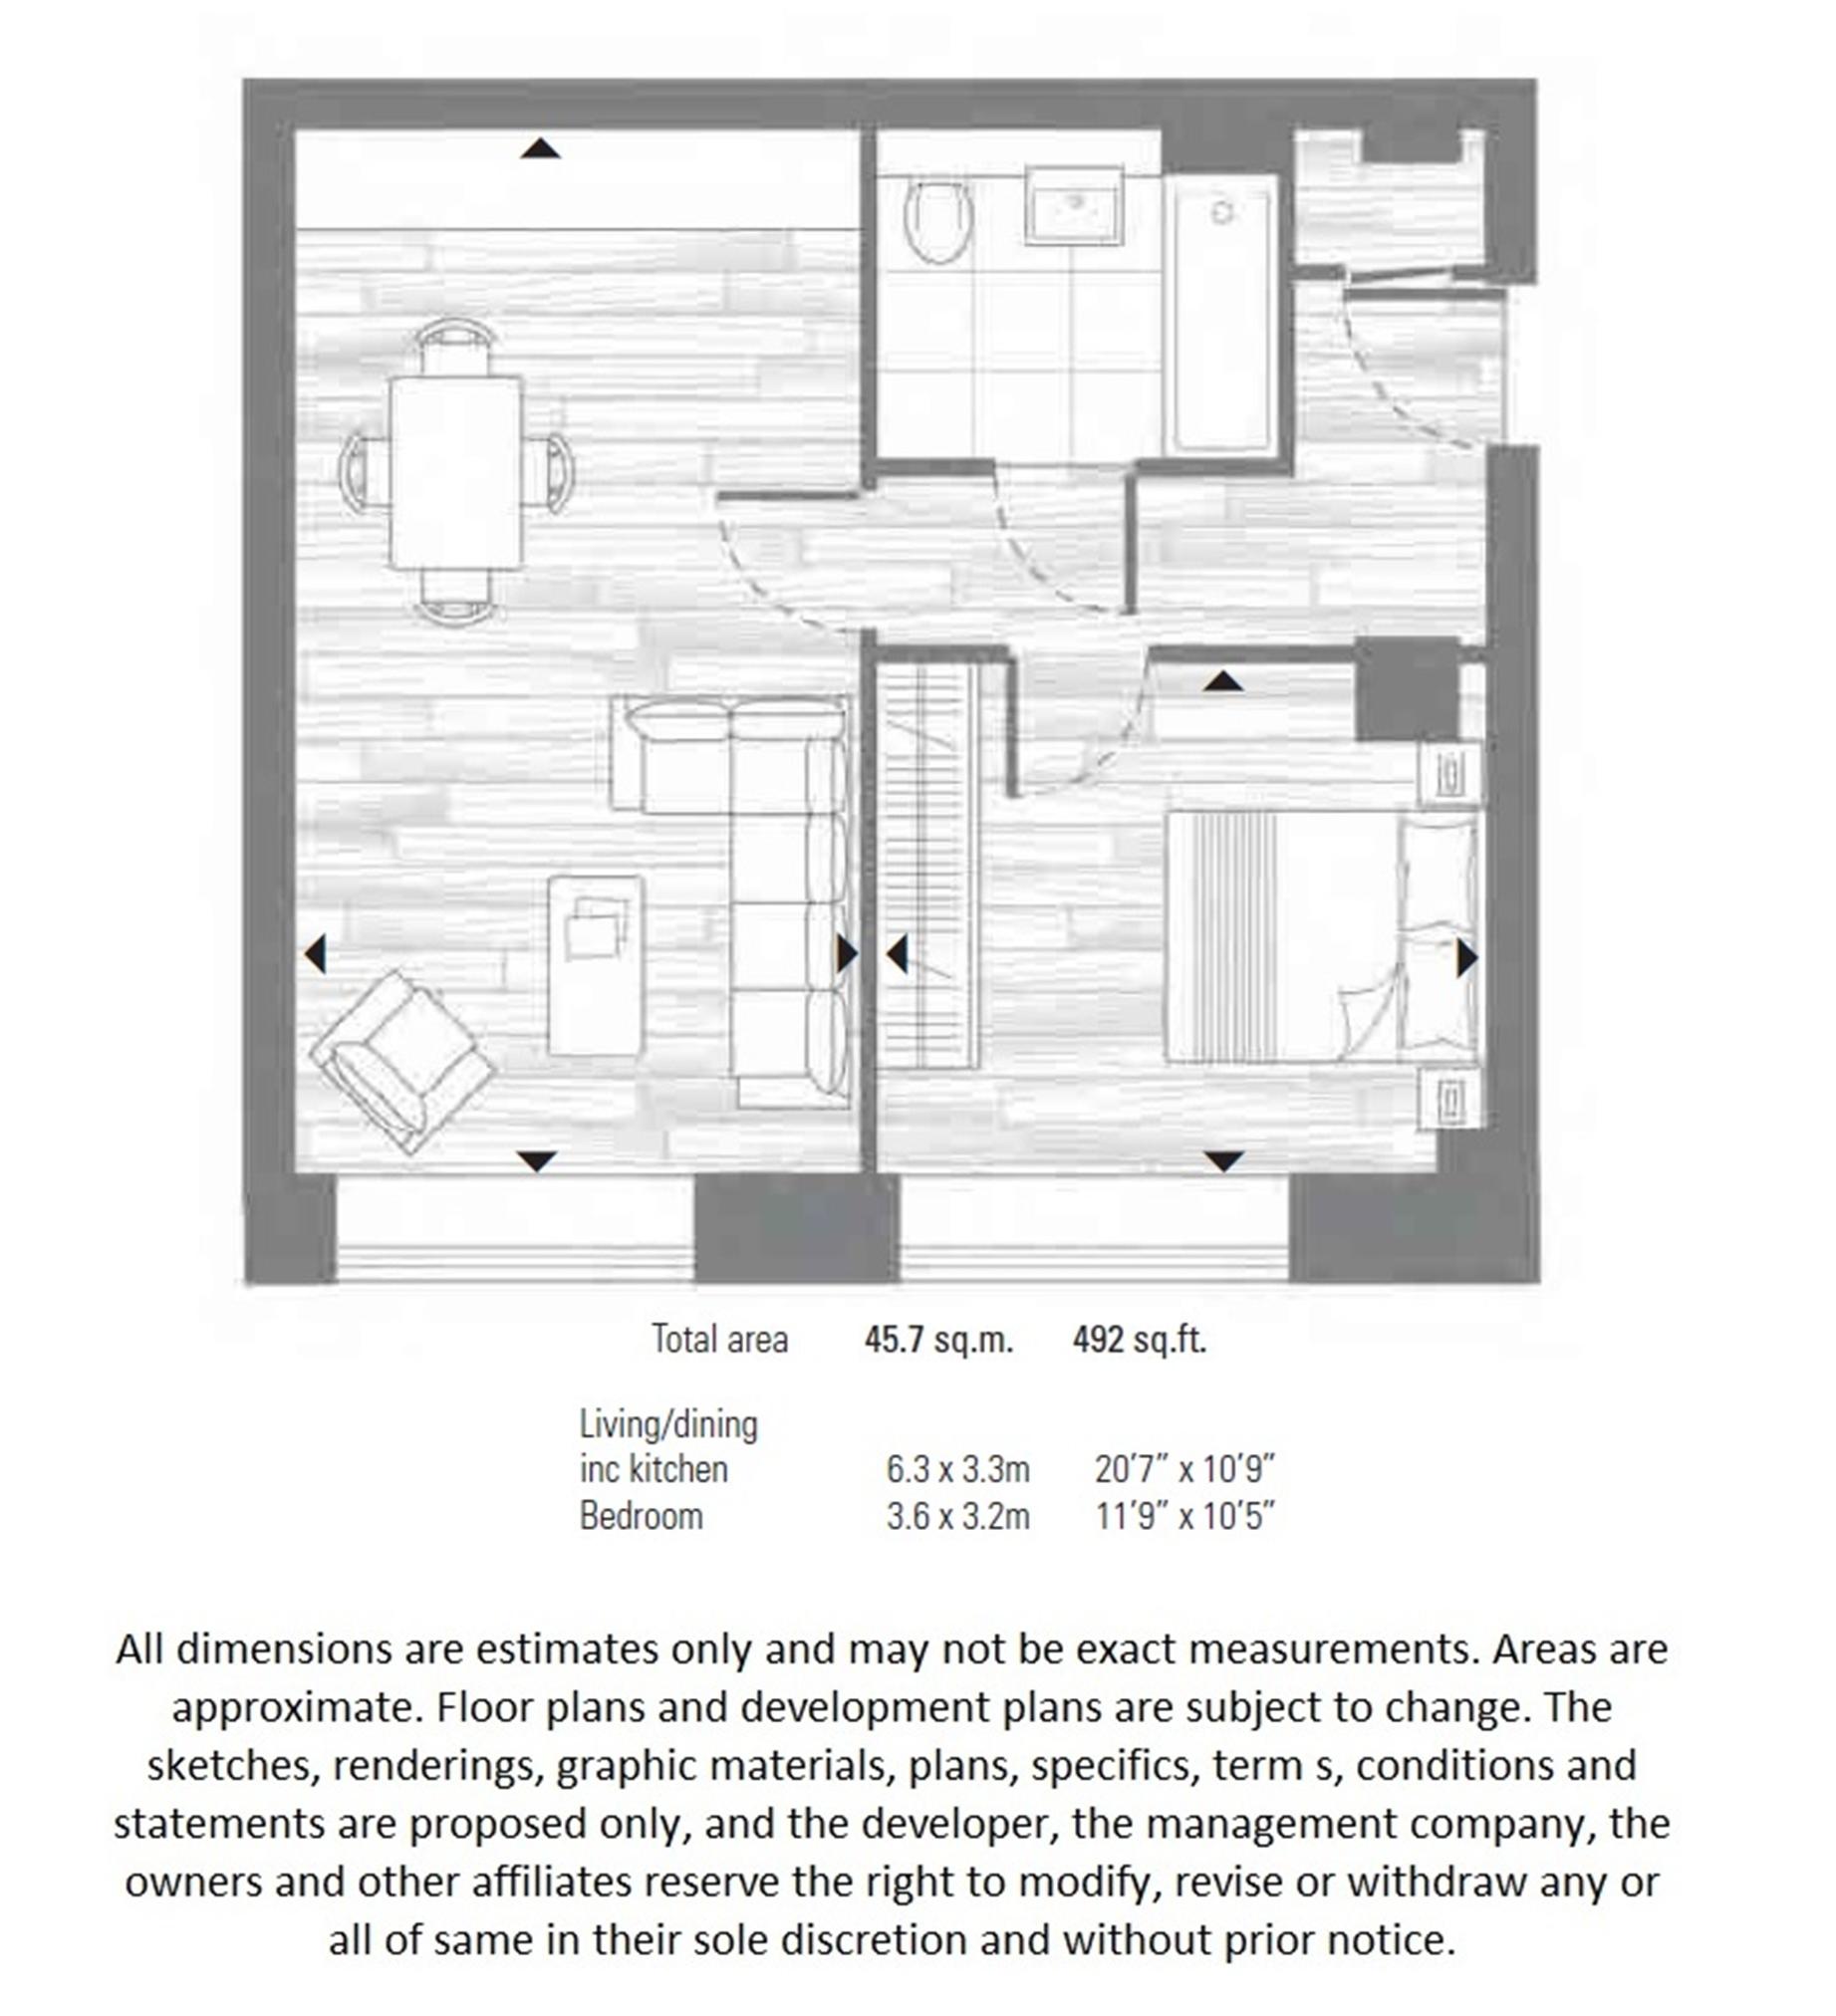 Total area 45.7 sq.m. 492 sq.ft.
Living/dining
inc kitchen 6.3 x 3.3m 20’7” x 10’9”
Bedroom 3.6 x 3.2m 11’9” x 10’5”
All dimensions are estimates only and may not be exact measurements. Areas are
approximate. Floor plans and development plans are subject to change. The
sketches, renderings, graphic materials, plans, specifics, term s, conditions and
statements are proposed only, and the developer, the management company, the
owners and other affiliates reserve the right to modify, revise or withdraw any or
all of same in their sole discretion and without prior notice.